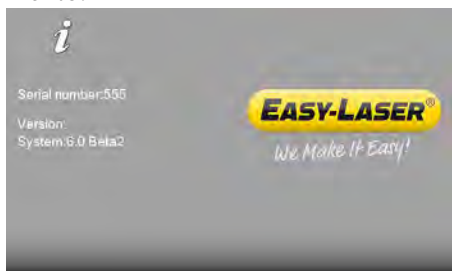 i
Serial number:555
Version:
System:6.0 Beta2
EASY-LASER®
We Make It Easy!